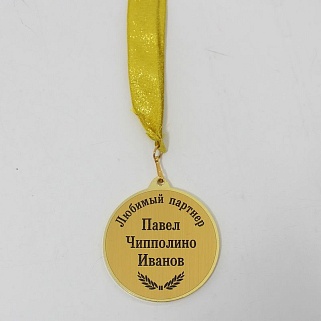 Любимый партнер
Павел
Чипполино
Иванов